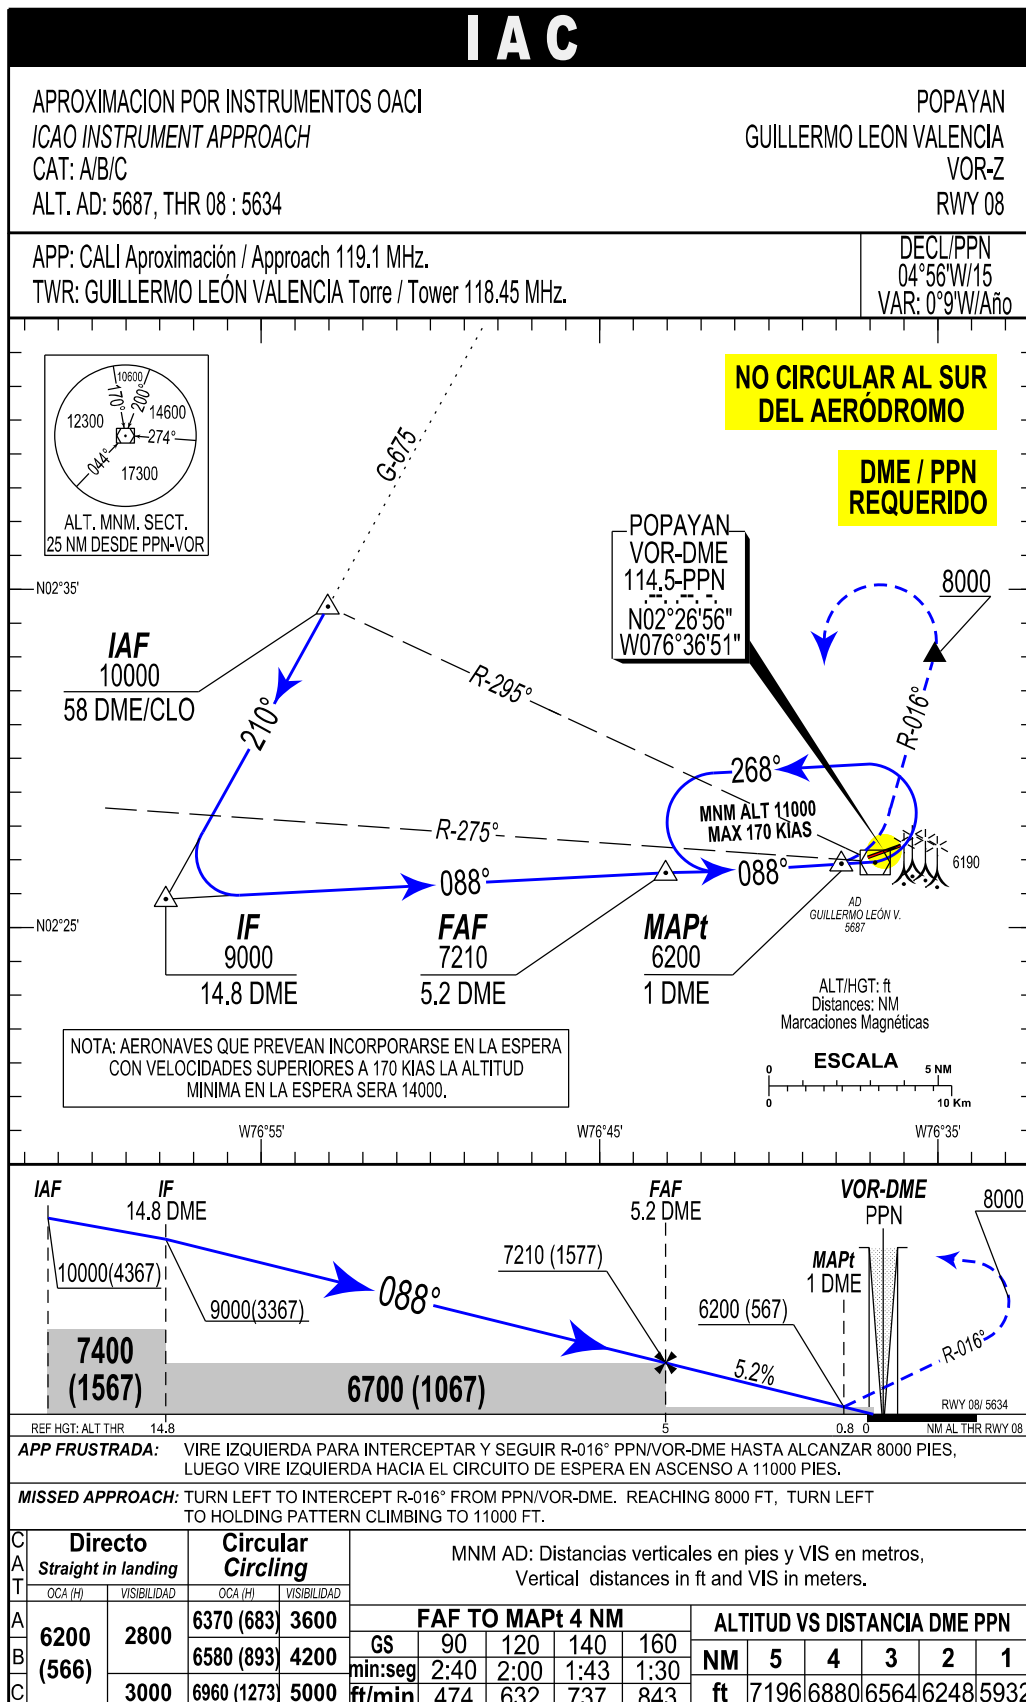 IAC
APROXIMACION POR INSTRUMENTOS OACI
ICAO INSTRUMENT APPROACH
CAT: A/B/C
ALT. AD: 5687, THR 08 : 5634
POPAYAN
GUILLERMO LEON VALENCIA
VOR-Z
RWY 08
APP: CALI Aproximación / Approach 119.1 MHz.
TWR: GUILLERMO LEÓN VALENCIA Torre / Tower 118.45 MHz.
DECL/PPN
04°56'W/15
VAR: 0°9'W/Año
10600
170°
200°
12300
14600
274°
044°
17300
ALT. MNM. SECT.
25 NM DESDE PPN-VOR
G-675
NO CIRCULAR AL SUR
DEL AERÓDROMO
DME / PPN
REQUERIDO
POPAYAN
VOR-DME
114.5-PPN
.--. .--. -.
N02°26'56"
W076°36'51"
8000
N02°35'
IAF
10000
58 DME/CLO
210°
R-295°
R-016°
268°
MNM ALT 11000
MAX 170 KIAS
R-275°
088°
088°
6190
AD
GUILLERMO LEÓN V.
5687
N02°25'
IF
9000
14.8 DME
FAF
7210
5.2 DME
MAPt
6200
1 DME
ALT/HGT: ft
Distances: NM
Marcaciones Magnéticas
NOTA: AERONAVES QUE PREVEAN INCORPORARSE EN LA ESPERA
CON VELOCIDADES SUPERIORES A 170 KIAS LA ALTITUD
MINIMA EN LA ESPERA SERA 14000.
ESCALA
0 5 NM
0 10 Km
W76°55' W76°45' W76°35'
IAF
IF
14.8 DME
FAF
5.2 DME
VOR-DME
PPN
8000
10000(4367)
9000(3367)
088°
7210 (1577)
MAPt
1 DME
6200 (567)
R-016°
7400
(1567)
6700 (1067)
5.2%
RWY 08/ 5634
REF HGT: ALT THR 14.8 5 0.8 0 NM AL THR RWY 08
APP FRUSTRADA: VIRE IZQUIERDA PARA INTERCEPTAR Y SEGUIR R-016° PPN/VOR-DME HASTA ALCANZAR 8000 PIES,
LUEGO VIRE IZQUIERDA HACIA EL CIRCUITO DE ESPERA EN ASCENSO A 11000 PIES.
MISSED APPROACH: TURN LEFT TO INTERCEPT R-016° FROM PPN/VOR-DME. REACHING 8000 FT, TURN LEFT
TO HOLDING PATTERN CLIMBING TO 11000 FT.
CAT
Directo
Straight in landing
OCA (H) VISIBILIDAD
Circular
Circling
OCA (H) VISIBILIDAD
MNM AD: Distancias verticales en pies y VIS en metros,
Vertical distances in ft and VIS in meters.
A 6200 (566) 2800 6370 (683) 3600
B 6580 (893) 4200
C 3000 6960 (1273) 5000
FAF TO MAPt 4 NM
GS 90 120 140 160
min:seg 2:40 2:00 1:43 1:30
ft/min 474 632 737 843
ALTITUD VS DISTANCIA DME PPN
NM 5 4 3 2 1
ft 7196 6880 6564 6248 5932